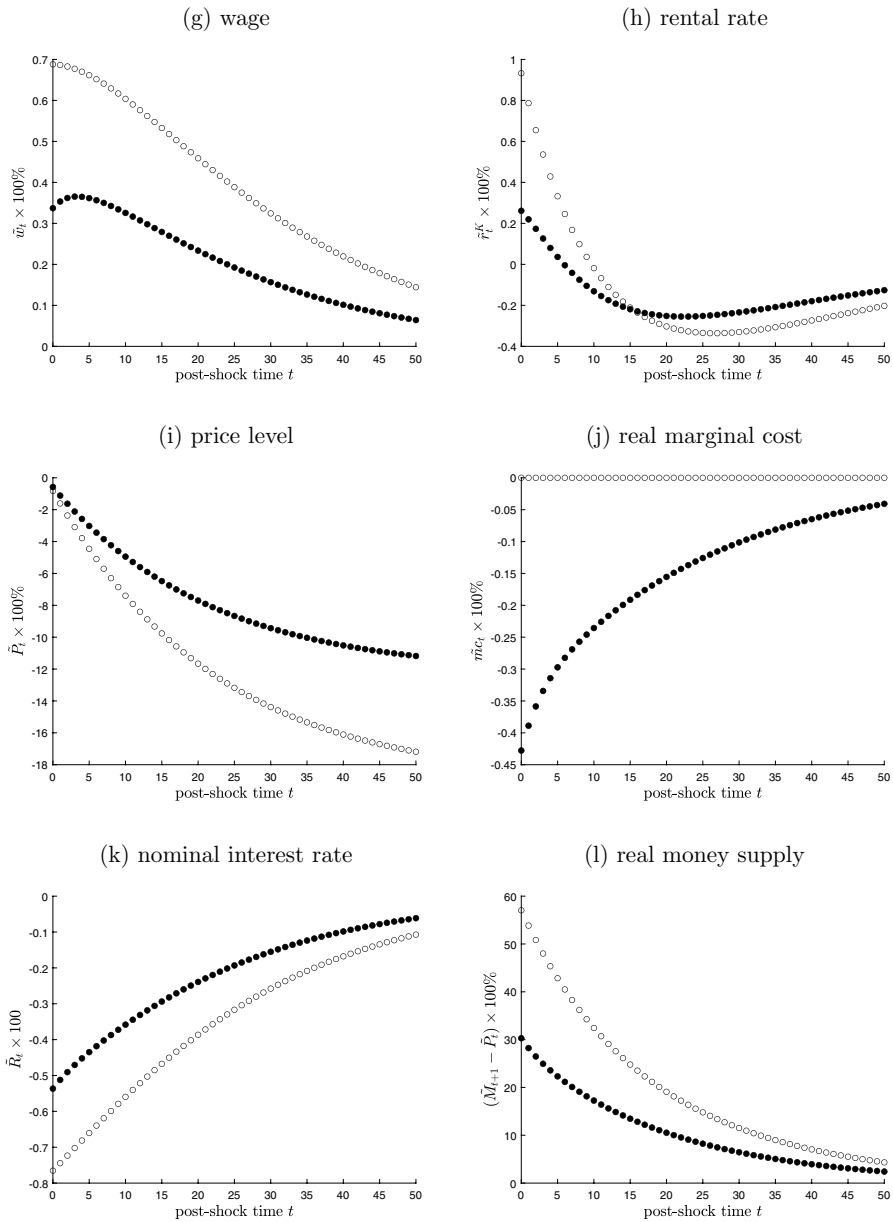 (g) wage
(h) rental rate
0.7
0.6
0.5
0.4
0.3
0.2
0.1
0
w̃_t × 100%
0 5 10 15 20 25 30 35 40 45 50
post-shock time t
1
0.8
0.6
0.4
0.2
0
-0.2
-0.4
r̃_t^K × 100%
0 5 10 15 20 25 30 35 40 45 50
post-shock time t
(i) price level
(j) real marginal cost
0
-2
-4
-6
-8
-10
-12
-14
-16
-18
P̃_t × 100%
0 5 10 15 20 25 30 35 40 45 50
post-shock time t
0
-0.05
-0.1
-0.15
-0.2
-0.25
-0.3
-0.35
-0.4
-0.45
m̃c_t × 100%
0 5 10 15 20 25 30 35 40 45 50
post-shock time t
(k) nominal interest rate
(l) real money supply
0
-0.1
-0.2
-0.3
-0.4
-0.5
-0.6
-0.7
-0.8
R̃_t × 100
0 5 10 15 20 25 30 35 40 45 50
post-shock time t
60
50
40
30
20
10
0
(M̃_{t+1} − P̃_t) × 100%
0 5 10 15 20 25 30 35 40 45 50
post-shock time t